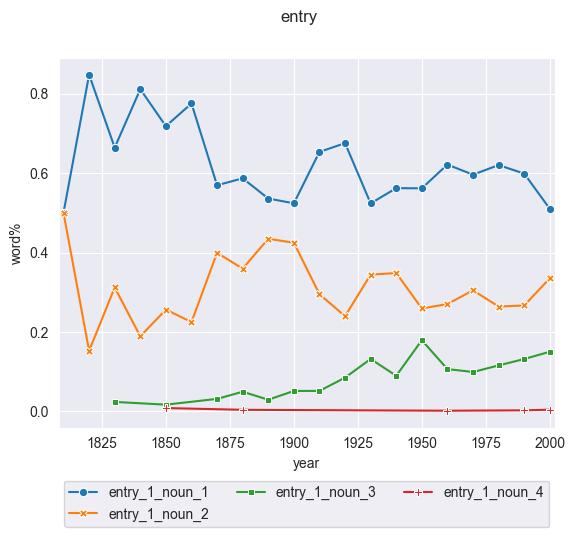 entry
word%
0.8
0.6
0.4
0.2
0.0
1825 1850 1875 1900 1925 1950 1975 2000
year
entry_1_noun_1 entry_1_noun_3 entry_1_noun_4
entry_1_noun_2